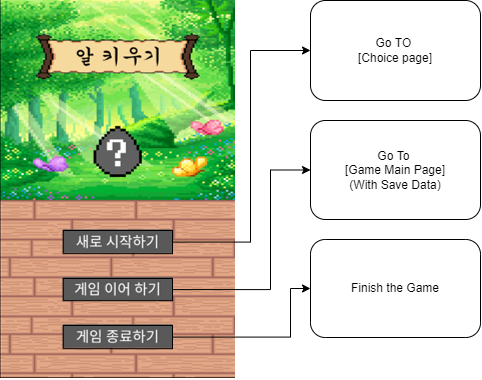 알 키우기
?
새로 시작하기
게임 이어 하기
게임 종료하기
Go TO
[Choice page]
Go To
[Game Main Page]
(With Save Data)
Finish the Game